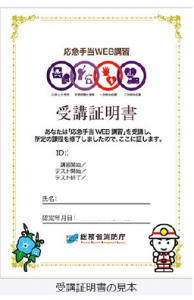 応急手当WEB講習
受講証明書
あなたは「応急手当WEB講習」を受講し、
所定の課程を修了しましたので、ここに証します。
ID:
講習開始／
テスト開始／
テスト終了／
氏名:
認定年月日:
総務省消防庁
受講証明書の見本